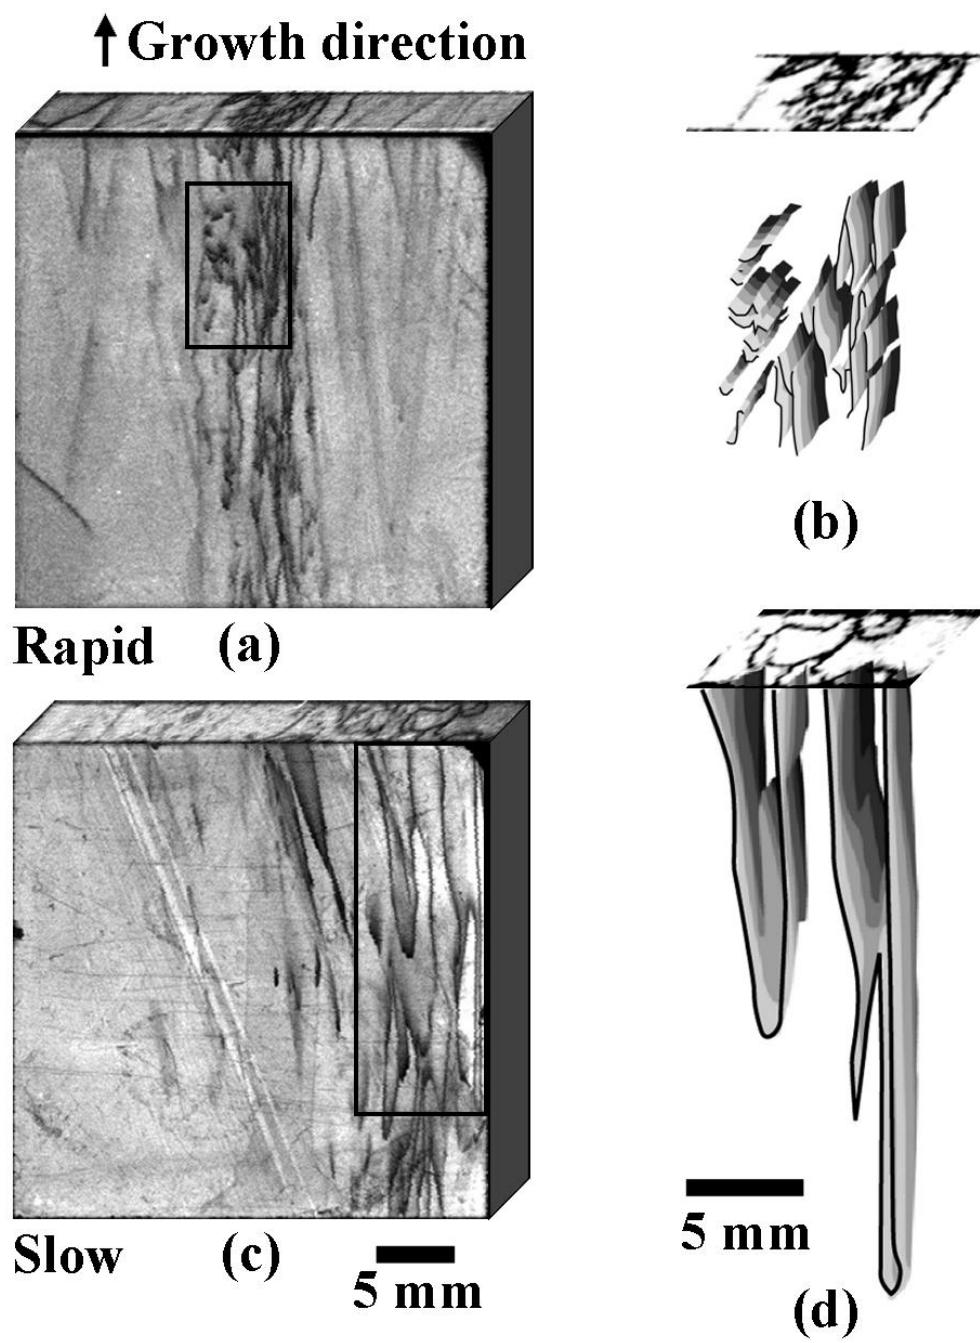 ↑ Growth direction
(b)
Rapid (a)
Slow (c)
5 mm
5 mm
(d)